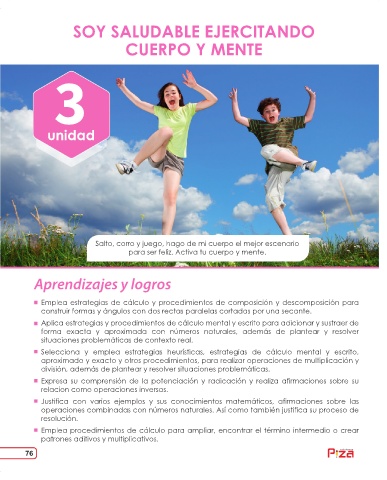 SOY SALUDABLE EJERCITANDO
CUERPO Y MENTE
3
unidad
Salto, corro y juego, hago de mi cuerpo el mejor escenario
para ser feliz. Activa tu cuerpo y mente.
Aprendizajes y logros
Emplea estrategias de cálculo y procedimientos de composición y descomposición para
construir formas y ángulos con dos rectas paralelas cortadas por una secante.
Aplica estrategias y procedimientos de cálculo mental y escrito para adicionar y sustraer de
forma exacta y aproximada con números naturales, además de plantear y resolver
situaciones problemáticas de contexto real.
Selecciona y emplea estrategias heurísticas, estrategias de cálculo mental y escrito,
aproximado y exacto y otros procedimientos, para realizar operaciones de multiplicación y
división, además de plantear y resolver situaciones problemáticas.
Expresa su comprensión de la potenciación y radicación y realiza afirmaciones sobre su
relacion como operaciones inversas.
Justifica con varios ejemplos y sus conocimientos matemáticos, afirmaciones sobre las
operaciones combinadas con números naturales. Así como también justifica su proceso de
resolución.
Emplea procedimientos de cálculo para ampliar, encontrar el término intermedio o crear
patrones aditivos y multiplicativos.
76
Pizà